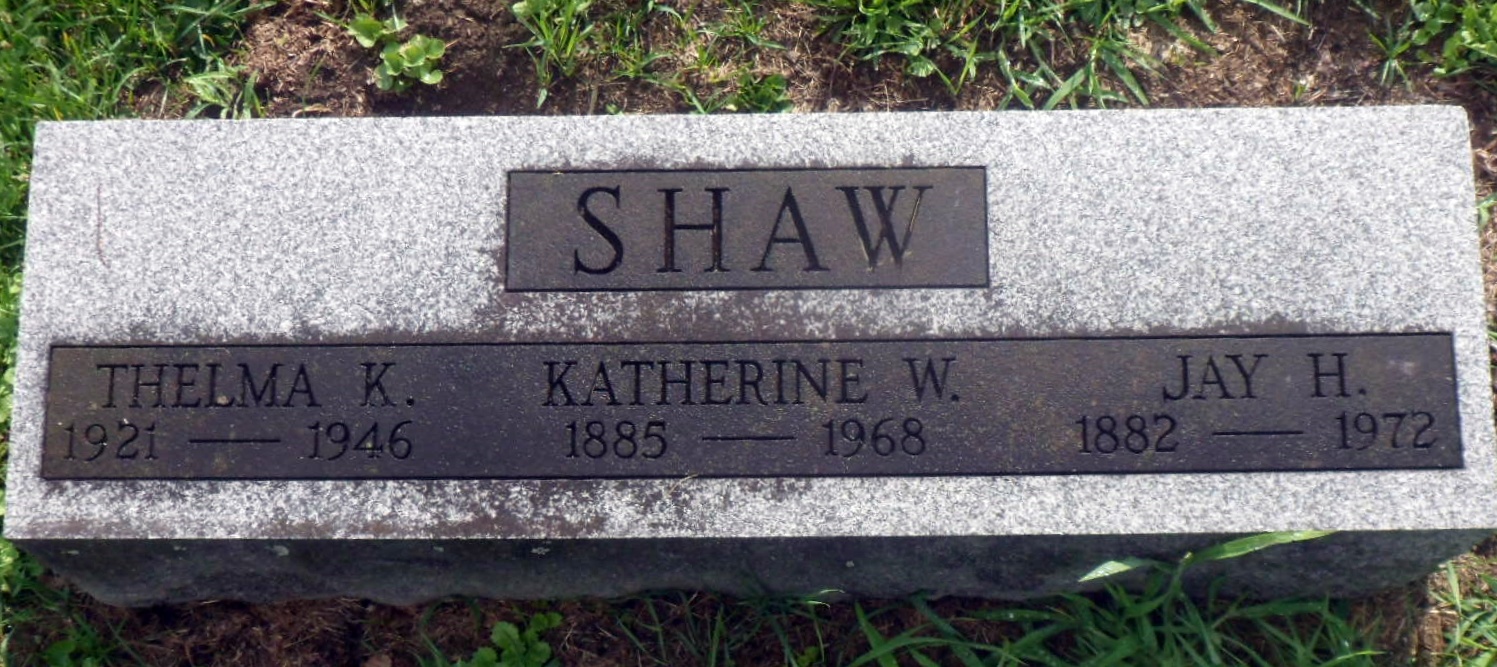 SHAW
THELMA K. KATHERINE W. JAY H.
1921 — 1946 1885 — 1968 1882 — 1972